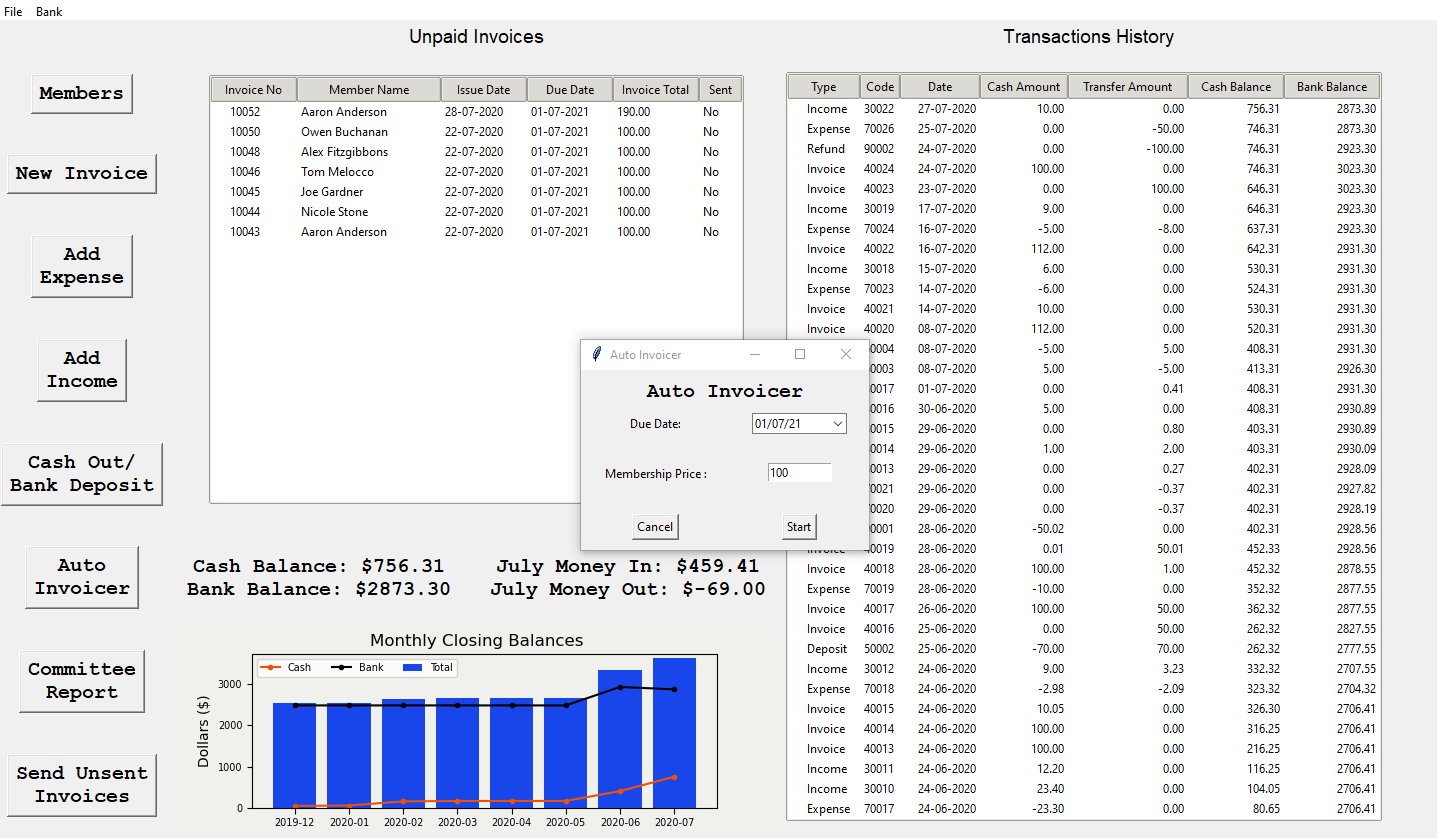 File Bank
Unpaid Invoices
Transactions History
Members
New Invoice
Add
Expense
Add
Income
Cash Out/
Bank Deposit
Auto
Invoicer
Committee
Report
Send Unsent
Invoices
Invoice No Member Name Issue Date Due Date Invoice Total Sent
10052 Aaron Anderson 28-07-2020 01-07-2021 190.00 No
10050 Owen Buchanan 22-07-2020 01-07-2021 100.00 No
10048 Alex Fitzgibbons 22-07-2020 01-07-2021 100.00 No
10046 Tom Melocco 22-07-2020 01-07-2021 100.00 No
10045 Joe Gardner 22-07-2020 01-07-2021 100.00 No
10044 Nicole Stone 22-07-2020 01-07-2021 100.00 No
10043 Aaron Anderson 22-07-2020 01-07-2021 100.00 No
Auto Invoicer
Auto Invoicer
Due Date: 01/07/21
Membership Price : 100
Cancel Start
Cash Balance: $756.31 July Money In: $459.41
Bank Balance: $2873.30 July Money Out: $-69.00
Monthly Closing Balances
Cash Bank Total
Dollars ($)
3000
2000
1000
0
2019-12 2020-01 2020-02 2020-03 2020-04 2020-05 2020-06 2020-07
Type Code Date Cash Amount Transfer Amount Cash Balance Bank Balance
Income 30022 27-07-2020 10.00 0.00 756.31 2873.30
Expense 70026 25-07-2020 0.00 -50.00 746.31 2873.30
Refund 90002 24-07-2020 0.00 -100.00 746.31 2923.30
Invoice 40024 24-07-2020 100.00 0.00 746.31 3023.30
Invoice 40023 23-07-2020 0.00 100.00 646.31 3023.30
Income 30019 17-07-2020 9.00 0.00 646.31 2923.30
Expense 70024 16-07-2020 -5.00 -8.00 637.31 2923.30
Invoice 40022 16-07-2020 112.00 0.00 642.31 2931.30
Income 30018 15-07-2020 6.00 0.00 530.31 2931.30
Expense 70023 14-07-2020 -6.00 0.00 524.31 2931.30
Invoice 40021 14-07-2020 10.00 0.00 530.31 2931.30
Invoice 40020 08-07-2020 112.00 0.00 520.31 2931.30
0004 08-07-2020 -5.00 5.00 408.31 2931.30
0003 08-07-2020 5.00 -5.00 413.31 2926.30
0017 01-07-2020 0.00 0.41 408.31 2931.30
0016 30-06-2020 5.00 0.00 408.31 2930.89
0015 29-06-2020 0.00 0.80 403.31 2930.89
0014 29-06-2020 1.00 2.00 403.31 2930.09
0013 29-06-2020 0.00 0.27 402.31 2928.09
0021 29-06-2020 0.00 -0.37 402.31 2927.82
0020 29-06-2020 0.00 -0.37 402.31 2928.19
0001 28-06-2020 -50.02 0.00 402.31 2928.56
Invoice 40019 28-06-2020 0.01 50.01 452.33 2928.56
Invoice 40018 28-06-2020 100.00 1.00 452.32 2878.55
Expense 70019 28-06-2020 -10.00 0.00 352.32 2877.55
Invoice 40017 26-06-2020 100.00 50.00 362.32 2877.55
Invoice 40016 25-06-2020 0.00 50.00 262.32 2827.55
Deposit 50002 25-06-2020 -70.00 70.00 262.32 2777.55
Income 30012 24-06-2020 9.00 3.23 332.32 2707.55
Expense 70018 24-06-2020 -2.98 -2.09 323.32 2704.32
Invoice 40015 24-06-2020 10.05 0.00 326.30 2706.41
Invoice 40014 24-06-2020 100.00 0.00 316.25 2706.41
Invoice 40013 24-06-2020 100.00 0.00 216.25 2706.41
Income 30011 24-06-2020 12.20 0.00 116.25 2706.41
Income 30010 24-06-2020 23.40 0.00 104.05 2706.41
Expense 70017 24-06-2020 -23.30 0.00 80.65 2706.41